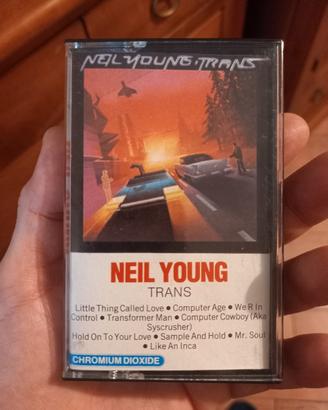 NEIL YOUNG·TRANS
NEIL YOUNG
TRANS
Little Thing Called Love ● Computer Age ● We R In
Control ● Transformer Man ● Computer Cowboy (Aka
Syscrusher)
Hold On To Your Love ● Sample And Hold ● Mr. Soul
● Like An Inca
CHROMIUM DIOXIDE